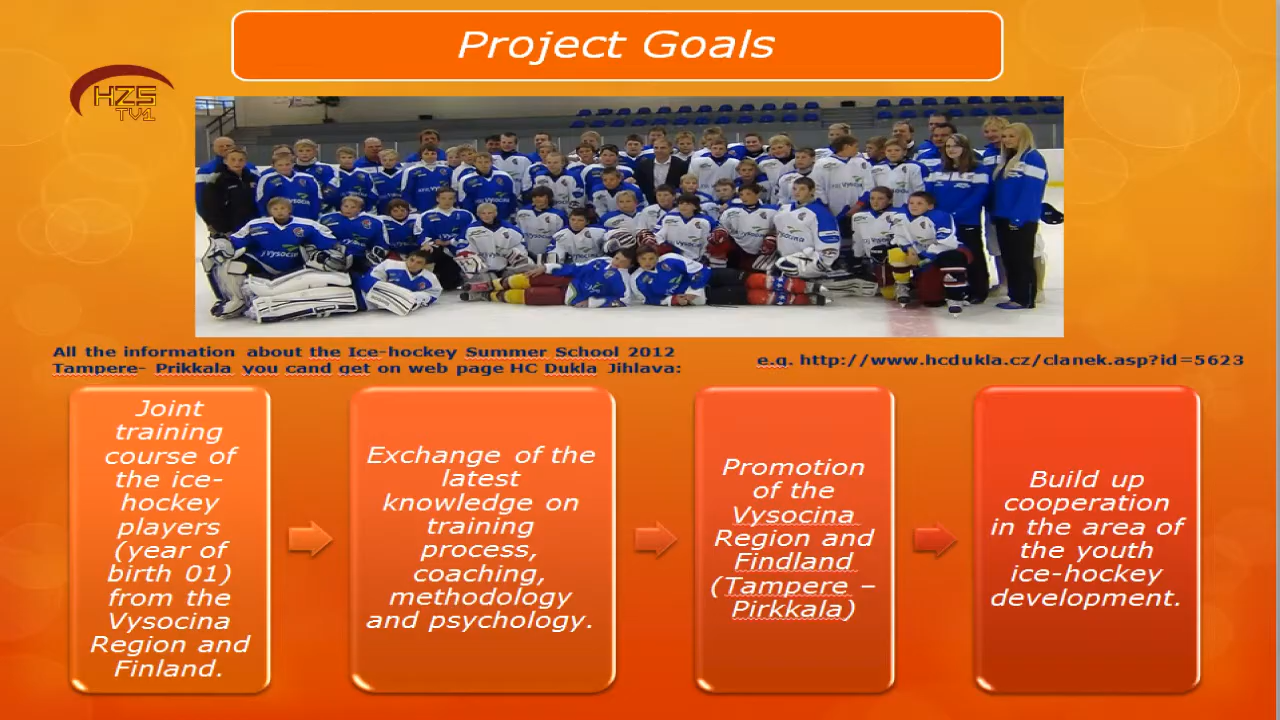 Project Goals
HZS
TV1
All the information about the Ice-hockey Summer School 2012
Tampere- Prikkala you cand get on web page HC Dukla Jihlava:
e.g. http://www.hcdukla.cz/clanek.asp?id=5623
Joint
training
course of
the ice-
hockey
players
(year of
birth 01)
from the
Vysocina
Region and
Finland.
Exchange of the
latest
knowledge on
training
process,
coaching,
methodology
and psychology.
Promotion
of the
Vysocina
Region and
Findland
(Tampere –
Pirkkala)
Build up
cooperation
in the area of
the youth
ice-hockey
development.